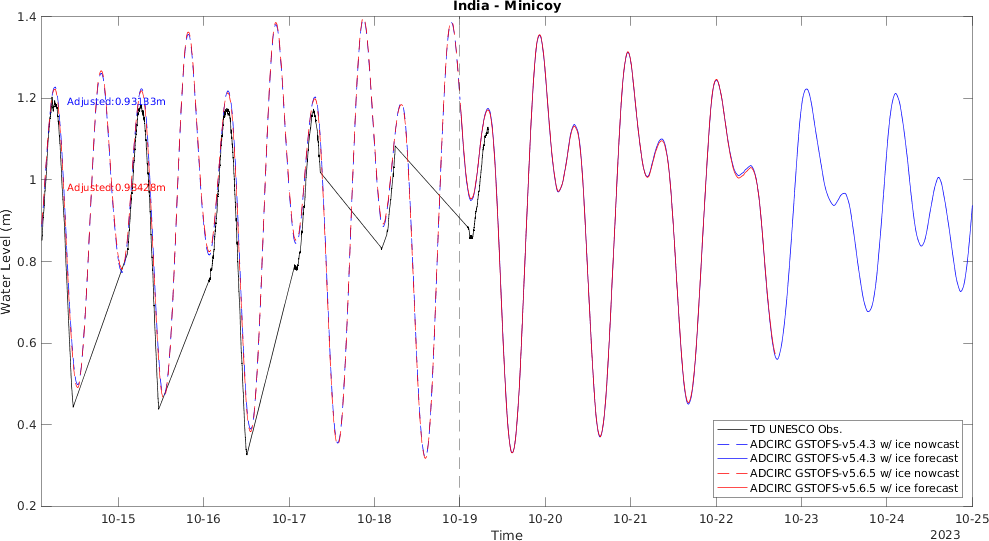 India - Minicoy
1.4
1.2
1
0.8
0.6
0.4
0.2
Water Level (m)
Adjusted:0.93133m
Adjusted:0.93428m
TD UNESCO Obs.
ADCIRC GSTOFS-v5.4.3 w/ ice nowcast
ADCIRC GSTOFS-v5.4.3 w/ ice forecast
ADCIRC GSTOFS-v5.6.5 w/ ice nowcast
ADCIRC GSTOFS-v5.6.5 w/ ice forecast
10-15 10-16 10-17 10-18 10-19 10-20 10-21 10-22 10-23 10-24 10-25
Time
2023